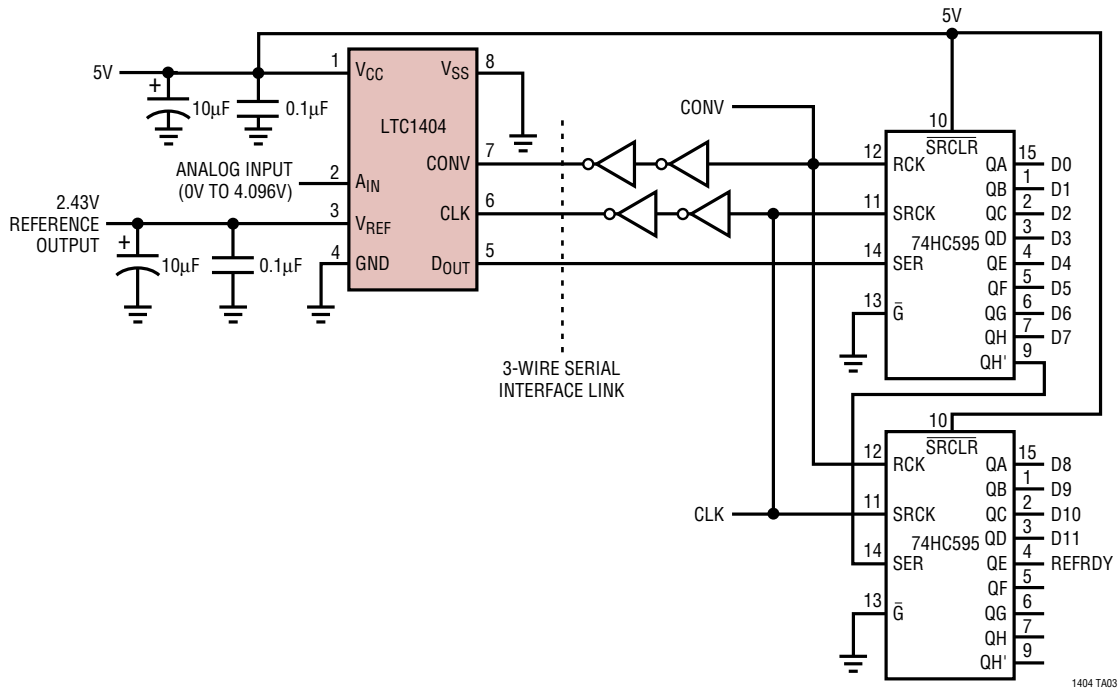 5V
5V
1
VCC
VSS
8
+
10µF
0.1µF
LTC1404
CONV
10
SRCLR
ANALOG INPUT
(0V TO 4.096V)
2
AIN
CONV
7
12
RCK
QA
15
D0
QB
1
D1
2.43V
REFERENCE
OUTPUT
3
VREF
CLK
6
11
SRCK
QC
2
D2
74HC595
QD
3
D3
+
10µF
0.1µF
4
GND
DOUT
5
14
SER
QE
4
D4
QF
5
D5
13
G̅
QG
6
D6
QH
7
D7
QH'
9
3-WIRE SERIAL
INTERFACE LINK
10
SRCLR
12
RCK
QA
15
D8
QB
1
D9
CLK
11
SRCK
QC
2
D10
74HC595
QD
3
D11
14
SER
QE
4
REFRDY
QF
5
13
G̅
QG
6
QH
7
QH'
9
1404 TA03